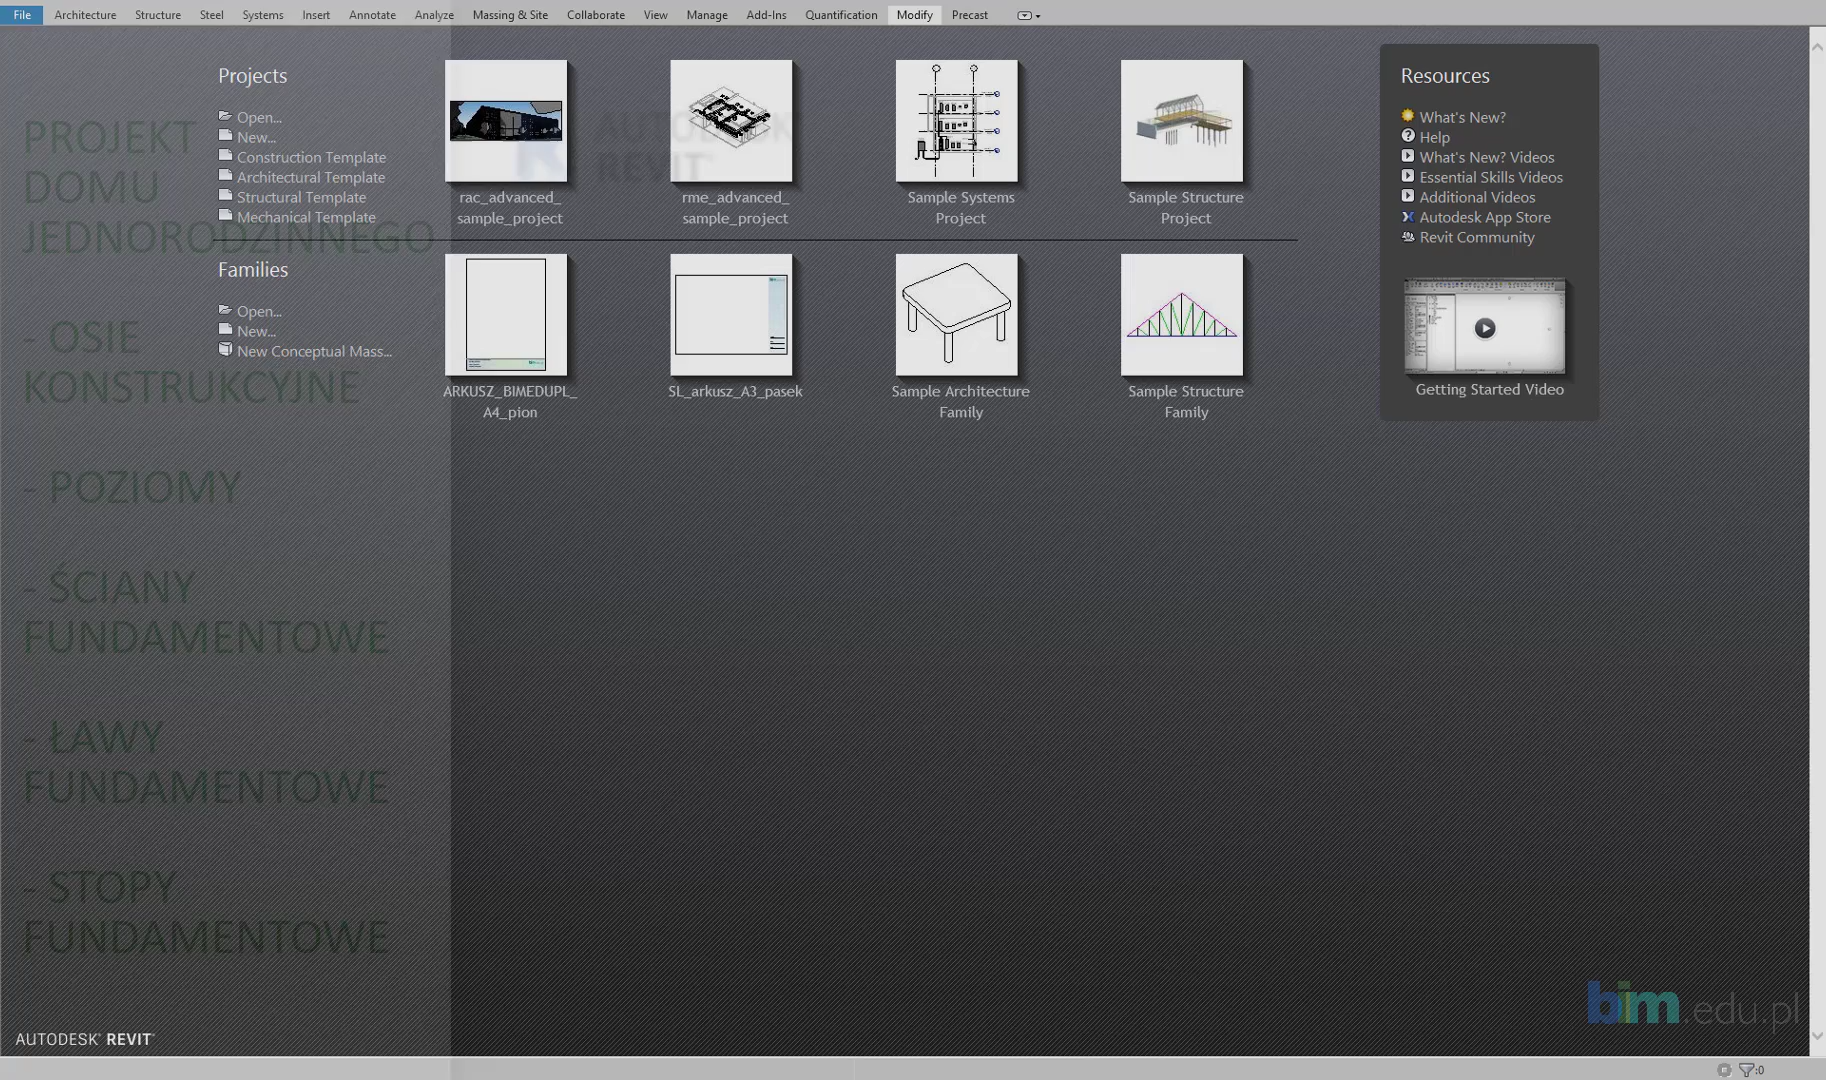 File Architecture Structure Steel Systems Insert Annotate Analyze Massing & Site Collaborate View Manage Add-Ins Quantification Modify Precast
Projects
Open...
New...
Construction Template
Architectural Template
Structural Template
Mechanical Template
rac_advanced_
sample_project
rme_advanced_
sample_project
Sample Systems
Project
Sample Structure
Project
Families
Open...
New...
New Conceptual Mass...
ARKUSZ_BIMEDUPL_
A4_pion
SL_arkusz_A3_pasek
Sample Architecture
Family
Sample Structure
Family
Resources
What's New?
Help
What's New? Videos
Essential Skills Videos
Additional Videos
Autodesk App Store
Revit Community
Getting Started Video
PROJEKT
DOMU
JEDNORODZINNEGO
- OSIE
KONSTRUKCYJNE
- POZIOMY
- ŚCIANY
FUNDAMENTOWE
- ŁAWY
FUNDAMENTOWE
- STOPY
FUNDAMENTOWE
AUTODESK
REVIT
AUTODESK® REVIT®
bim.edu.pl
:0